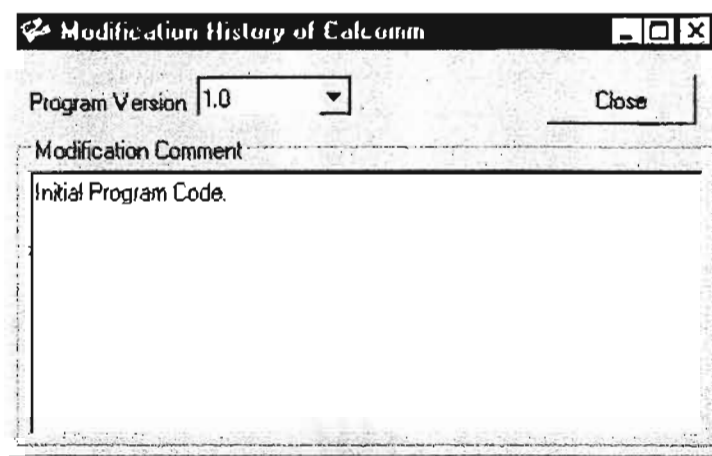 Modification History of Calcomm
Program Version 1.0 Close
Modification Comment
Initial Program Code.